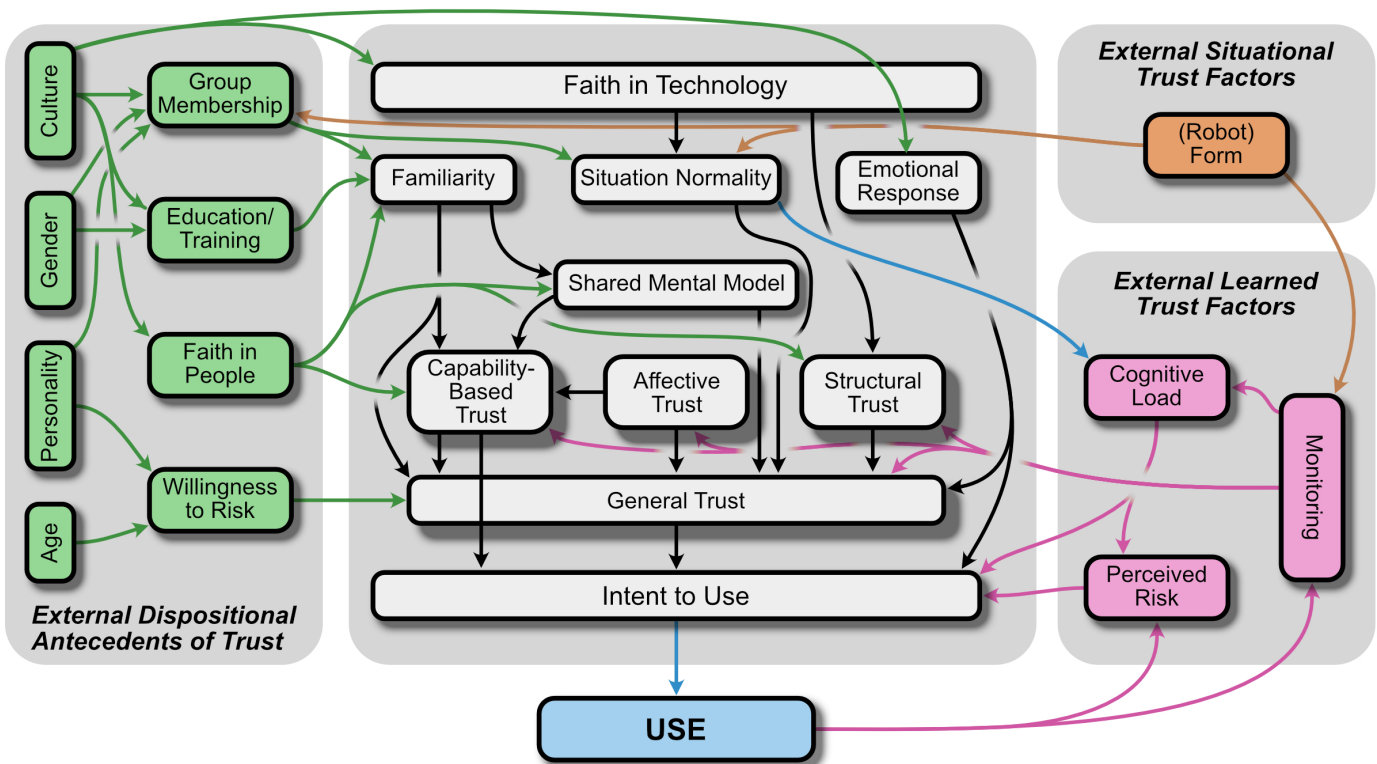 Culture
Gender
Personality
Age
Group
Membership
Education/
Training
Faith in
People
Willingness
to Risk
External Dispositional
Antecedents of Trust
Faith in Technology
Familiarity
Situation Normality
Emotional
Response
Shared Mental Model
Capability-
Based
Trust
Affective
Trust
Structural
Trust
General Trust
Intent to Use
USE
External Situational
Trust Factors
(Robot)
Form
External Learned
Trust Factors
Cognitive
Load
Monitoring
Perceived
Risk